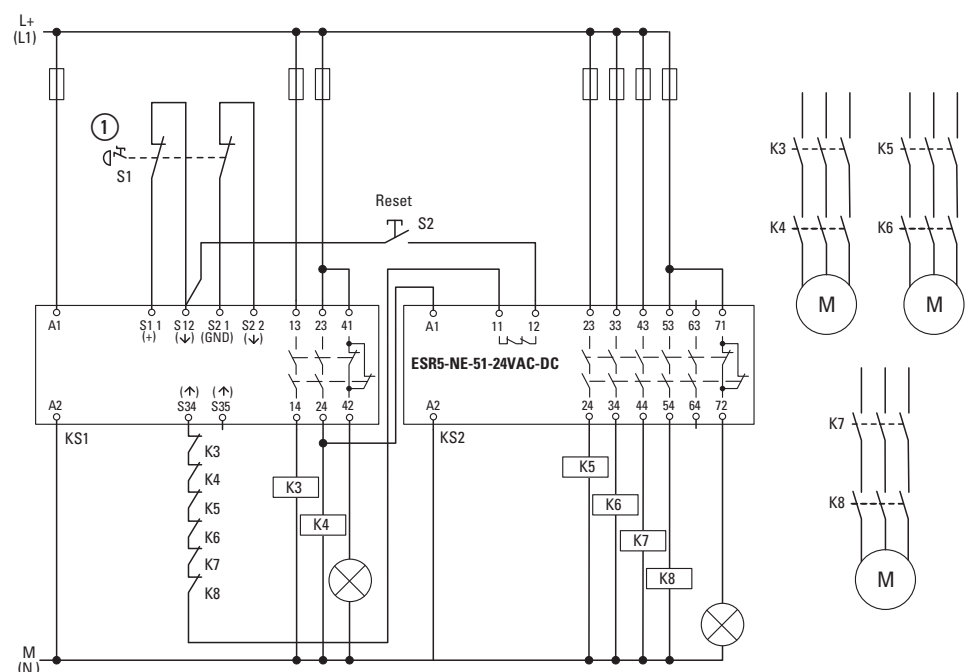 L+
(L1)
1
S1
Reset
S2
K3
K5
K4
K6
M
M
A1
S1 1
(+)
S12
(↓)
S2 1
(GND)
S2 2
(↓)
13
23
41
A1
11
12
23
33
43
53
63
71
ESR5-NE-51-24VAC-DC
(↑)
(↑)
A2
S34
S35
14
24
42
A2
24
34
44
54
64
72
KS1
KS2
K3
K4
K5
K6
K7
K8
K3
K4
K5
K6
K7
K8
K7
K8
M
M
(N)